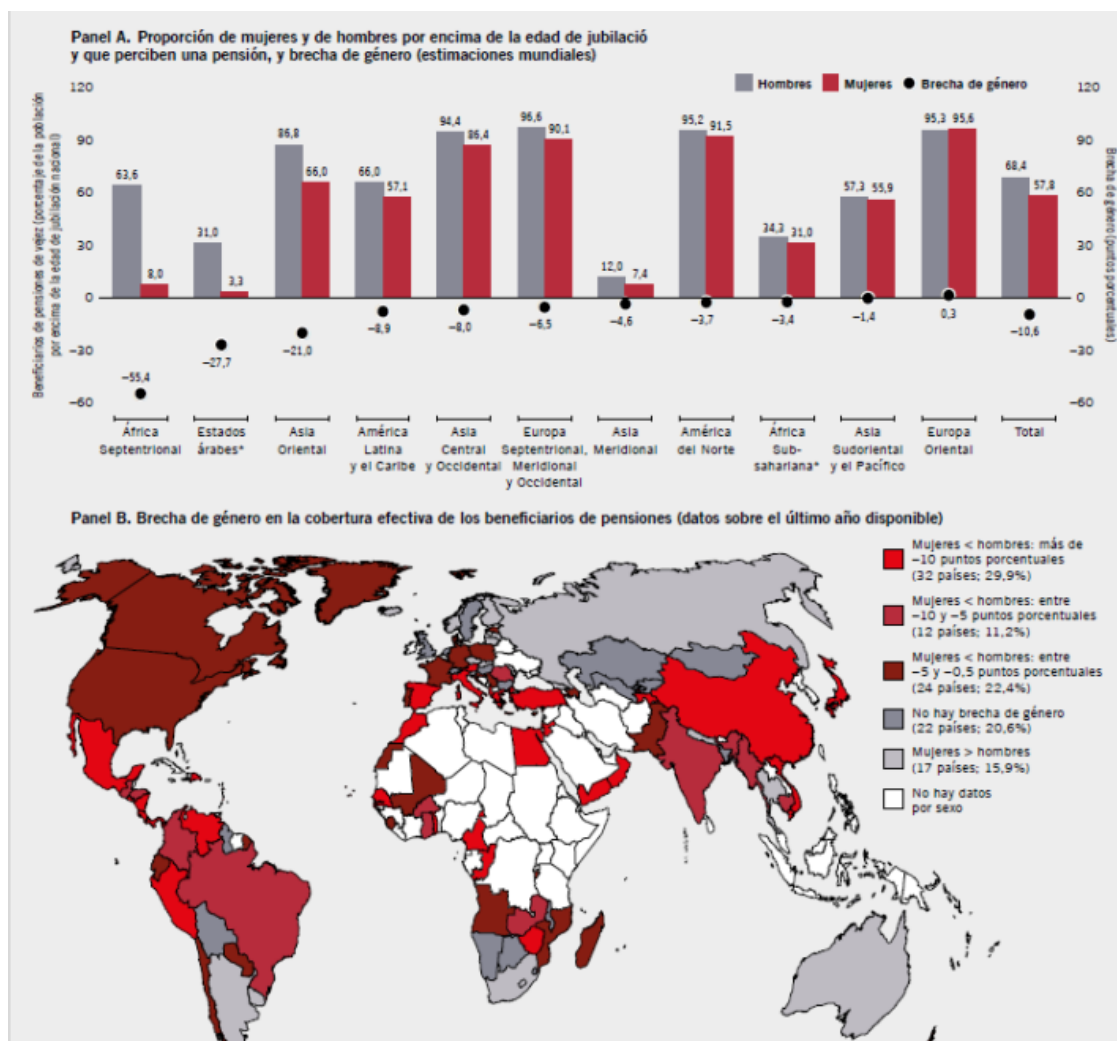 Panel A. Proporción de mujeres y de hombres por encima de la edad de jubilació
y que perciben una pensión, y brecha de género (estimaciones mundiales)
Hombres Mujeres Brecha de género
Beneficiarios de pensiones de vejez (porcentaje de la población
por encima de la edad de jubilación nacional)
120 90 60 30 0 −30 −60
63,6 8,0 −55,4
31,0 3,3 −27,7
86,8 66,0 −21,0
66,0 57,1 −8,9
94,4 86,4 −8,0
96,6 90,1 −6,5
12,0 7,4 −4,6
95,2 91,5 −3,7
34,3 31,0 −3,4
57,3 55,9 −1,4
95,3 95,6 0,3
68,4 57,8 −10,6
120 90 60 30 0 −30 −60
Brecha de género (puntos porcentuales)
África
Septentrional
Estados
árabes*
Asia
Oriental
América
Latina
y el Caribe
Asia
Central
y Occidental
Europa
Septentrional,
Meridional
y Occidental
Asia
Meridional
América
del Norte
África
Sub-
sahariana*
Asia
Sudoriental
y el Pacífico
Europa
Oriental
Total
Panel B. Brecha de género en la cobertura efectiva de los beneficiarios de pensiones (datos sobre el último año disponible)
Mujeres < hombres: más de
−10 puntos porcentuales
(32 países; 29,9%)
Mujeres < hombres: entre
−10 y −5 puntos porcentuales
(12 países; 11,2%)
Mujeres < hombres: entre
−5 y −0,5 puntos porcentuales
(24 países; 22,4%)
No hay brecha de género
(22 países; 20,6%)
Mujeres > hombres
(17 países; 15,9%)
No hay datos
por sexo